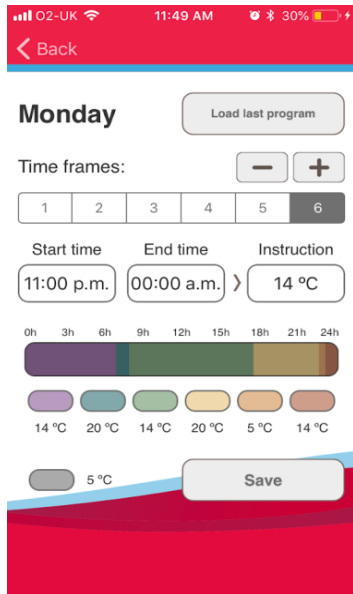 O2-UK 11:49 AM 30%
Back
Monday
Load last program
Time frames:
− +
1 2 3 4 5 6
Start time End time Instruction
11:00 p.m. 00:00 a.m. 14 ºC
0h 3h 6h 9h 12h 15h 18h 21h 24h
14 ºC 20 ºC 14 ºC 20 ºC 5 ºC 14 ºC
5 ºC
Save